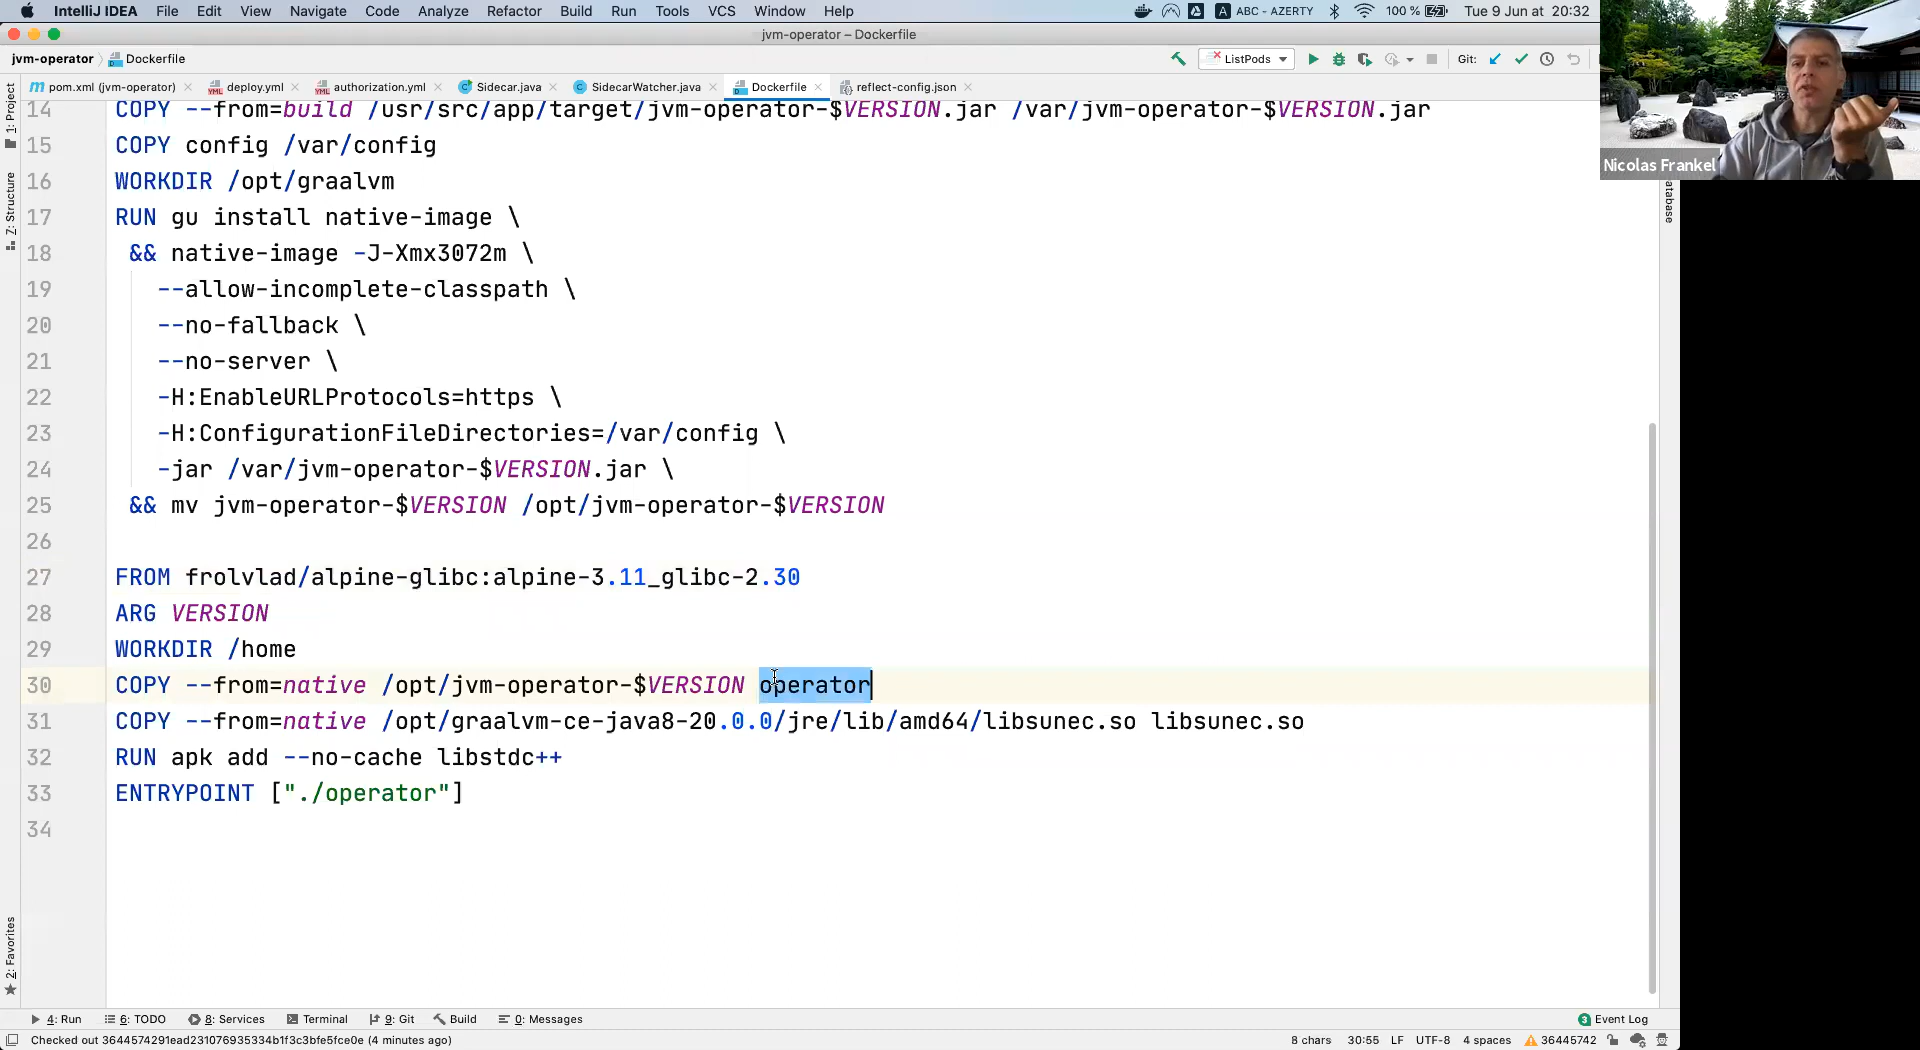 IntelliJ IDEA File Edit View Navigate Code Analyze Refactor Build Run Tools VCS Window Help A ABC - AZERTY 100 % Tue 9 Jun at 20:32
jvm-operator – Dockerfile
jvm-operator Dockerfile ListPods Git:
pom.xml (jvm-operator) deploy.yml authorization.yml Sidecar.java SidecarWatcher.java Dockerfile reflect-config.json
1: Project
Z: Structure
2: Favorites
atabase
Nicolas Frankel
14 COPY --from=build /usr/src/app/target/jvm-operator-$VERSION.jar /var/jvm-operator-$VERSION.jar
15 COPY config /var/config
16 WORKDIR /opt/graalvm
17 RUN gu install native-image \
18 && native-image -J-Xmx3072m \
19 --allow-incomplete-classpath \
20 --no-fallback \
21 --no-server \
22 -H:EnableURLProtocols=https \
23 -H:ConfigurationFileDirectories=/var/config \
24 -jar /var/jvm-operator-$VERSION.jar \
25 && mv jvm-operator-$VERSION /opt/jvm-operator-$VERSION
26
27 FROM frolvlad/alpine-glibc:alpine-3.11_glibc-2.30
28 ARG VERSION
29 WORKDIR /home
30 COPY --from=native /opt/jvm-operator-$VERSION operator
31 COPY --from=native /opt/graalvm-ce-java8-20.0.0/jre/lib/amd64/libsunec.so libsunec.so
32 RUN apk add --no-cache libstdc++
33 ENTRYPOINT ["./operator"]
34
4: Run 6: TODO 8: Services Terminal 9: Git Build 0: Messages 3 Event Log
Checked out 3644574291ead231076935334b1f3c3bfe5fce0e (4 minutes ago) 8 chars 30:55 LF UTF-8 4 spaces 36445742